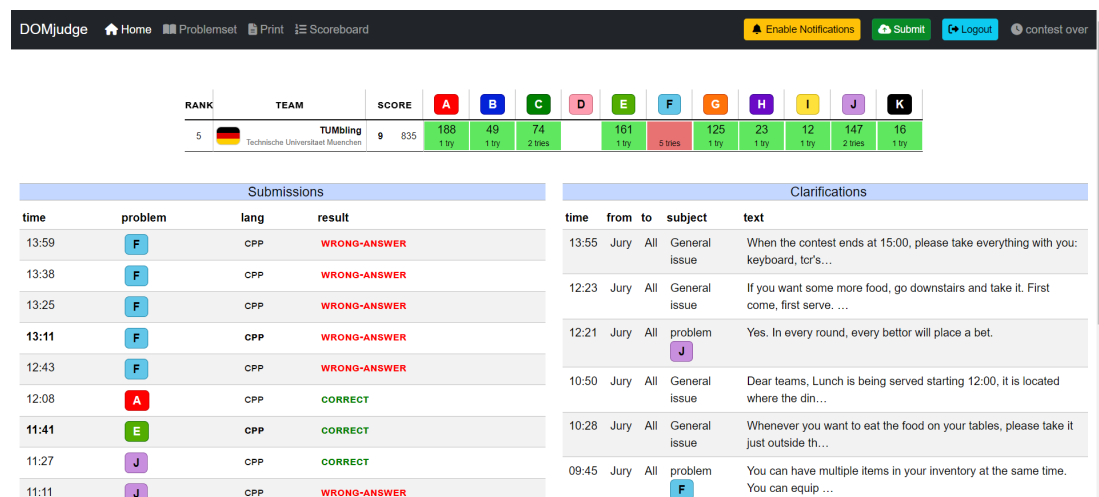 DOMjudge Home Problemset Print Scoreboard Enable Notifications Submit Logout contest over
RANK TEAM SCORE A B C D E F G H I J K
5 TUMbling 9 835 188 49 74 161 125 23 12 147 16
Technische Universitaet Muenchen 1 try 1 try 2 tries 1 try 5 tries 1 try 1 try 1 try 2 tries 1 try
Submissions
time problem lang result
13:59 F CPP WRONG-ANSWER
13:38 F CPP WRONG-ANSWER
13:25 F CPP WRONG-ANSWER
13:11 F CPP WRONG-ANSWER
12:43 F CPP WRONG-ANSWER
12:08 A CPP CORRECT
11:41 E CPP CORRECT
11:27 J CPP CORRECT
11:11 J CPP WRONG-ANSWER
Clarifications
time from to subject text
13:55 Jury All General When the contest ends at 15:00, please take everything with you:
issue keyboard, tcr's…
12:23 Jury All General If you want some more food, go downstairs and take it. First
issue come, first serve. …
12:21 Jury All problem Yes. In every round, every bettor will place a bet.
J
10:50 Jury All General Dear teams, Lunch is being served starting 12:00, it is located
issue where the din…
10:28 Jury All General Whenever you want to eat the food on your tables, please take it
issue just outside th…
09:45 Jury All problem You can have multiple items in your inventory at the same time.
F You can equip …